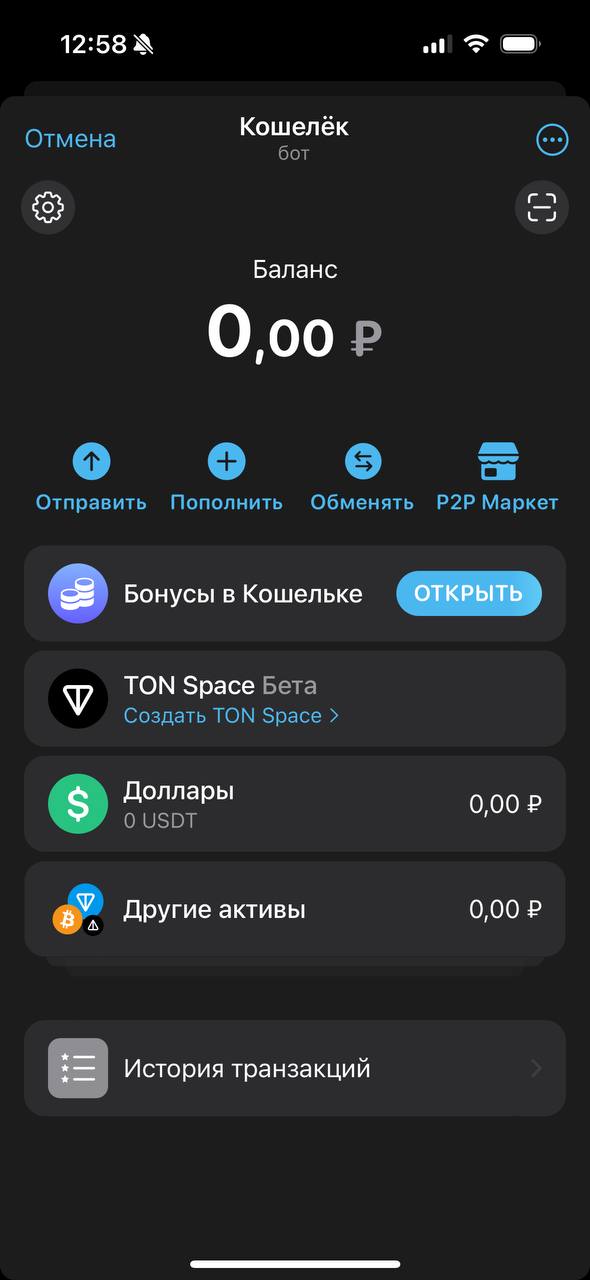 12:58
Отмена
Кошелёк
бот
Баланс
0,00 ₽
Отправить
Пополнить
Обменять
P2P Маркет
Бонусы в Кошельке
ОТКРЫТЬ
TON Space Бета
Создать TON Space >
Доллары
0 USDT
0,00 ₽
Другие активы
0,00 ₽
История транзакций